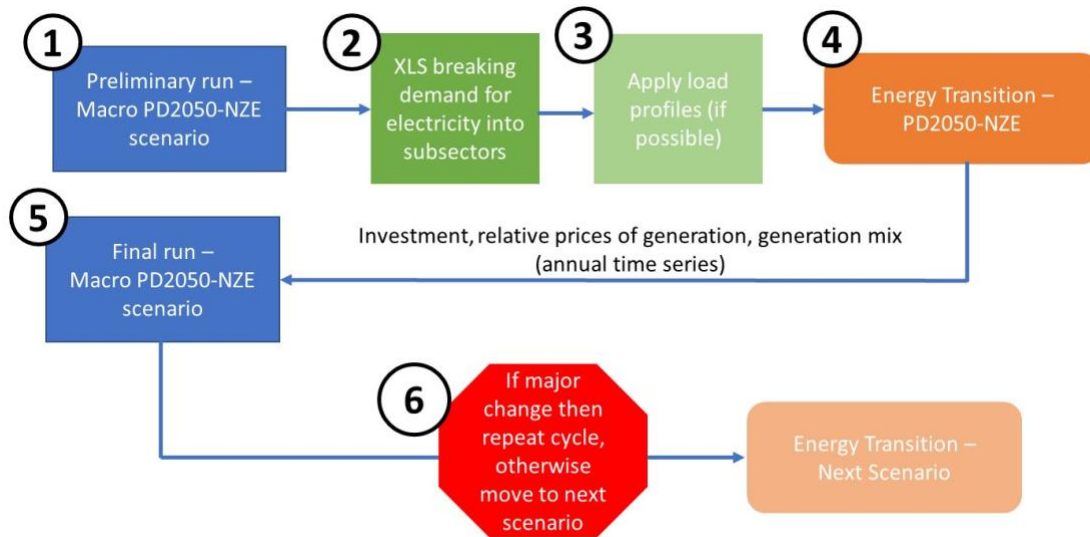 1
Preliminary run –
Macro PD2050-NZE
scenario
2
XLS breaking
demand for
electricity into
subsectors
3
Apply load
profiles (if
possible)
4
Energy Transition –
PD2050-NZE
Investment, relative prices of generation, generation mix
(annual time series)
5
Final run –
Macro PD2050-NZE
scenario
6
If major
change then
repeat cycle,
otherwise
move to next
scenario
Energy Transition –
Next Scenario